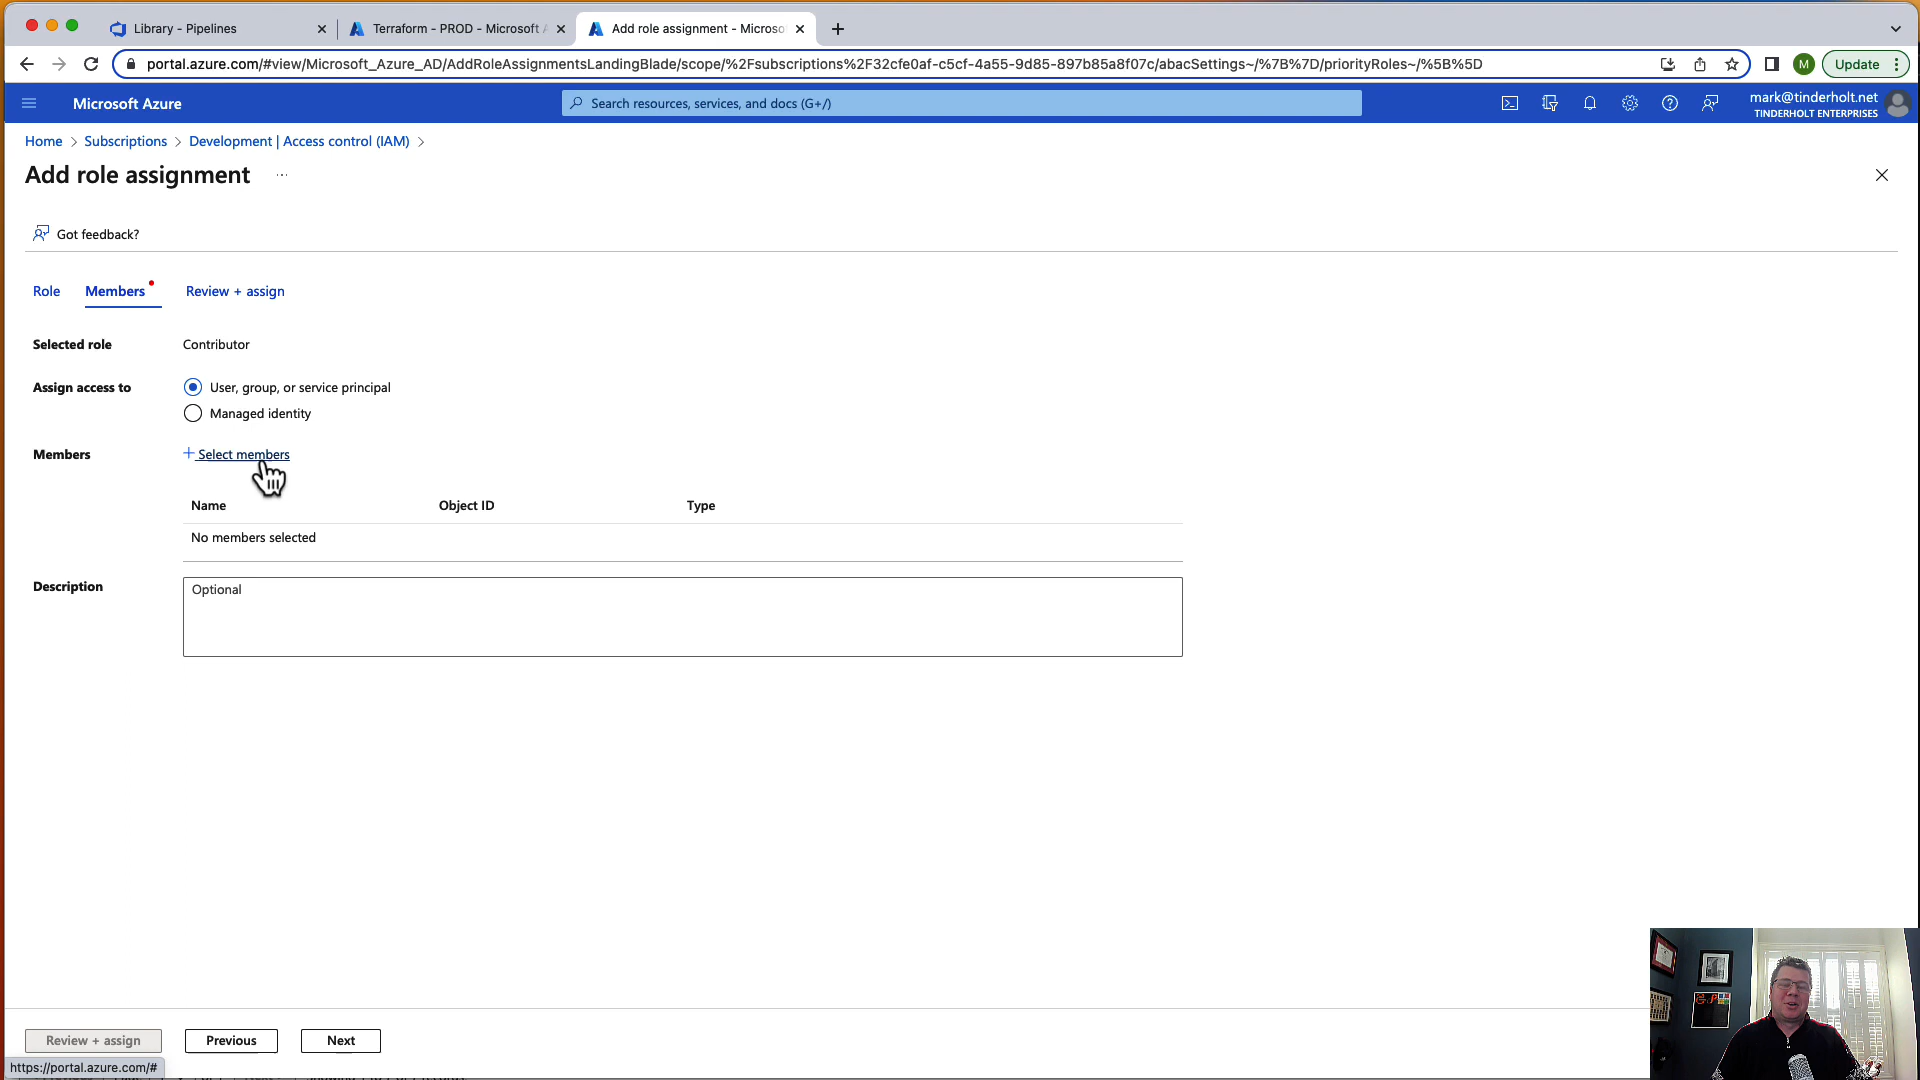 Library - Pipelines
Terraform - PROD - Microsoft A
Add role assignment - Microso
portal.azure.com/#view/Microsoft_Azure_AD/AddRoleAssignmentsLandingBlade/scope/%2Fsubscriptions%2F32cfe0af-c5cf-4a55-9d85-897b85a8f07c/abacSettings~/%7B%7D/priorityRoles~/%5B%5D
M
Update
Microsoft Azure
Search resources, services, and docs (G+/)
mark@tinderholt.net
TINDERHOLT ENTERPRISES
Home > Subscriptions > Development | Access control (IAM) >
Add role assignment ...
Got feedback?
Role Members Review + assign
Selected role Contributor
Assign access to User, group, or service principal
Managed identity
Members + Select members
Name Object ID Type
No members selected
Description Optional
Review + assign Previous Next
https://portal.azure.com/#